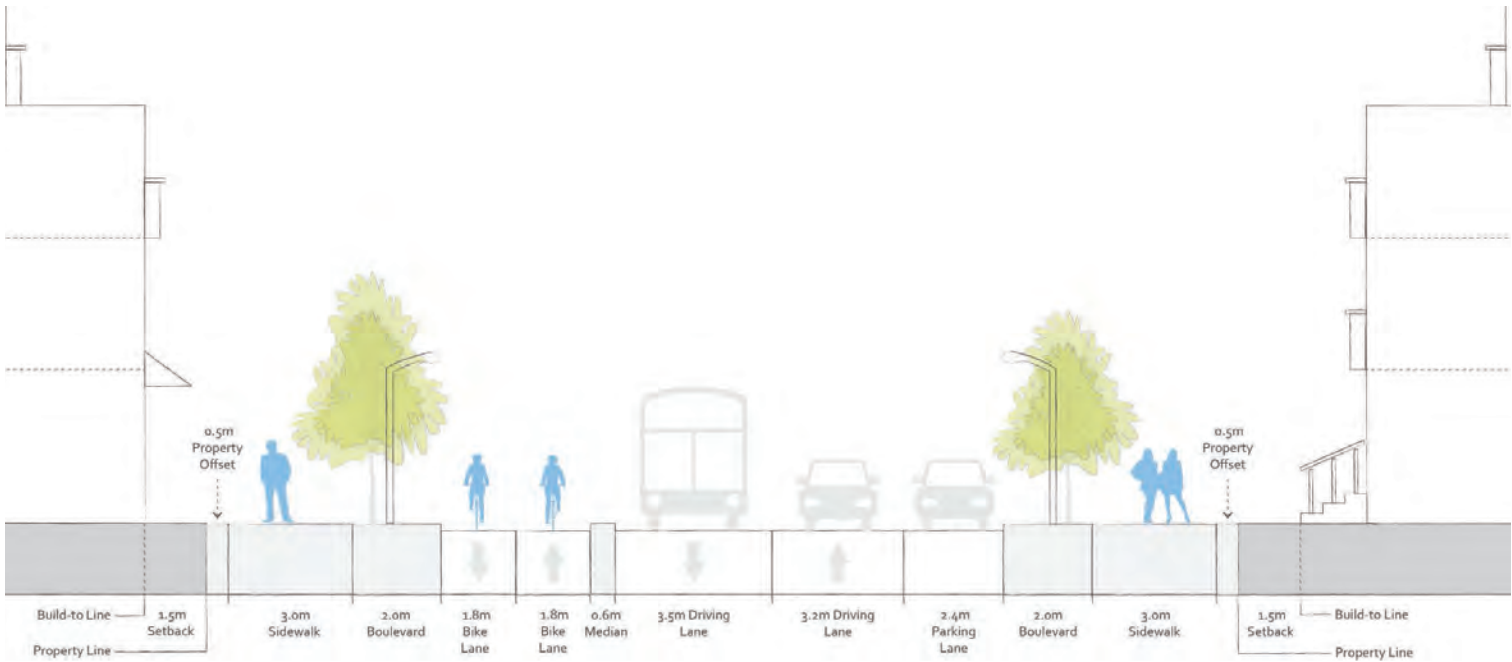 0.5m
Property
Offset
0.5m
Property
Offset
Build-to Line
Property Line
1.5m
Setback
3.0m
Sidewalk
2.0m
Boulevard
1.8m
Bike
Lane
1.8m
Bike
Lane
0.6m
Median
3.5m Driving
Lane
3.2m Driving
Lane
2.4m
Parking
Lane
2.0m
Boulevard
3.0m
Sidewalk
1.5m
Setback
Build-to Line
Property Line